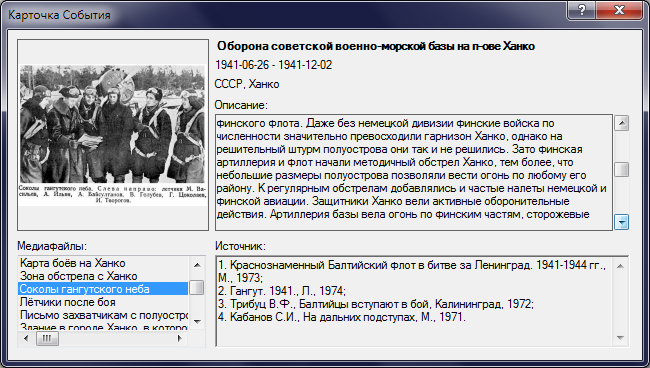 Карточка События
Оборона советской военно-морской базы на п-ове Ханко
1941-06-26 - 1941-12-02
СССР, Ханко
Соколы гангутского неба. Слева направо: летчики М. Ва-
сильев, А. Ильин, А. Байсултанов, В. Голубев, Г. Цоколаев,
И. Творогов.
Описание:
финского флота. Даже без немецкой дивизии финские войска по
численности значительно превосходили гарнизон Ханко, однако на
решительный штурм полуострова они так и не решились. Зато финская
артиллерия и флот начали методичный обстрел Ханко, тем более, что
небольшие размеры полуострова позволяли вести огонь по любому его
району. К регулярным обстрелам добавлялись и частые налеты немецкой и
финской авиации. Защитники Ханко вели активные оборонительные
действия. Артиллерия базы вела огонь по финским частям, сторожевые
Медиафайлы:
Карта боёв на Ханко
Зона обстрела с Ханко
Соколы гангутского неба
Лётчики после боя
Письмо захватчикам с полуостро
Здание в городе Ханко, в которо
Источник:
1. Краснознаменный Балтийский флот в битве за Ленинград. 1941-1944 гг.,
М., 1973;
2. Гангут. 1941., Л., 1974;
3. Трибуц В.Ф., Балтийцы вступают в бой, Калининград, 1972;
4. Кабанов С.И., На дальних подступах, М., 1971.